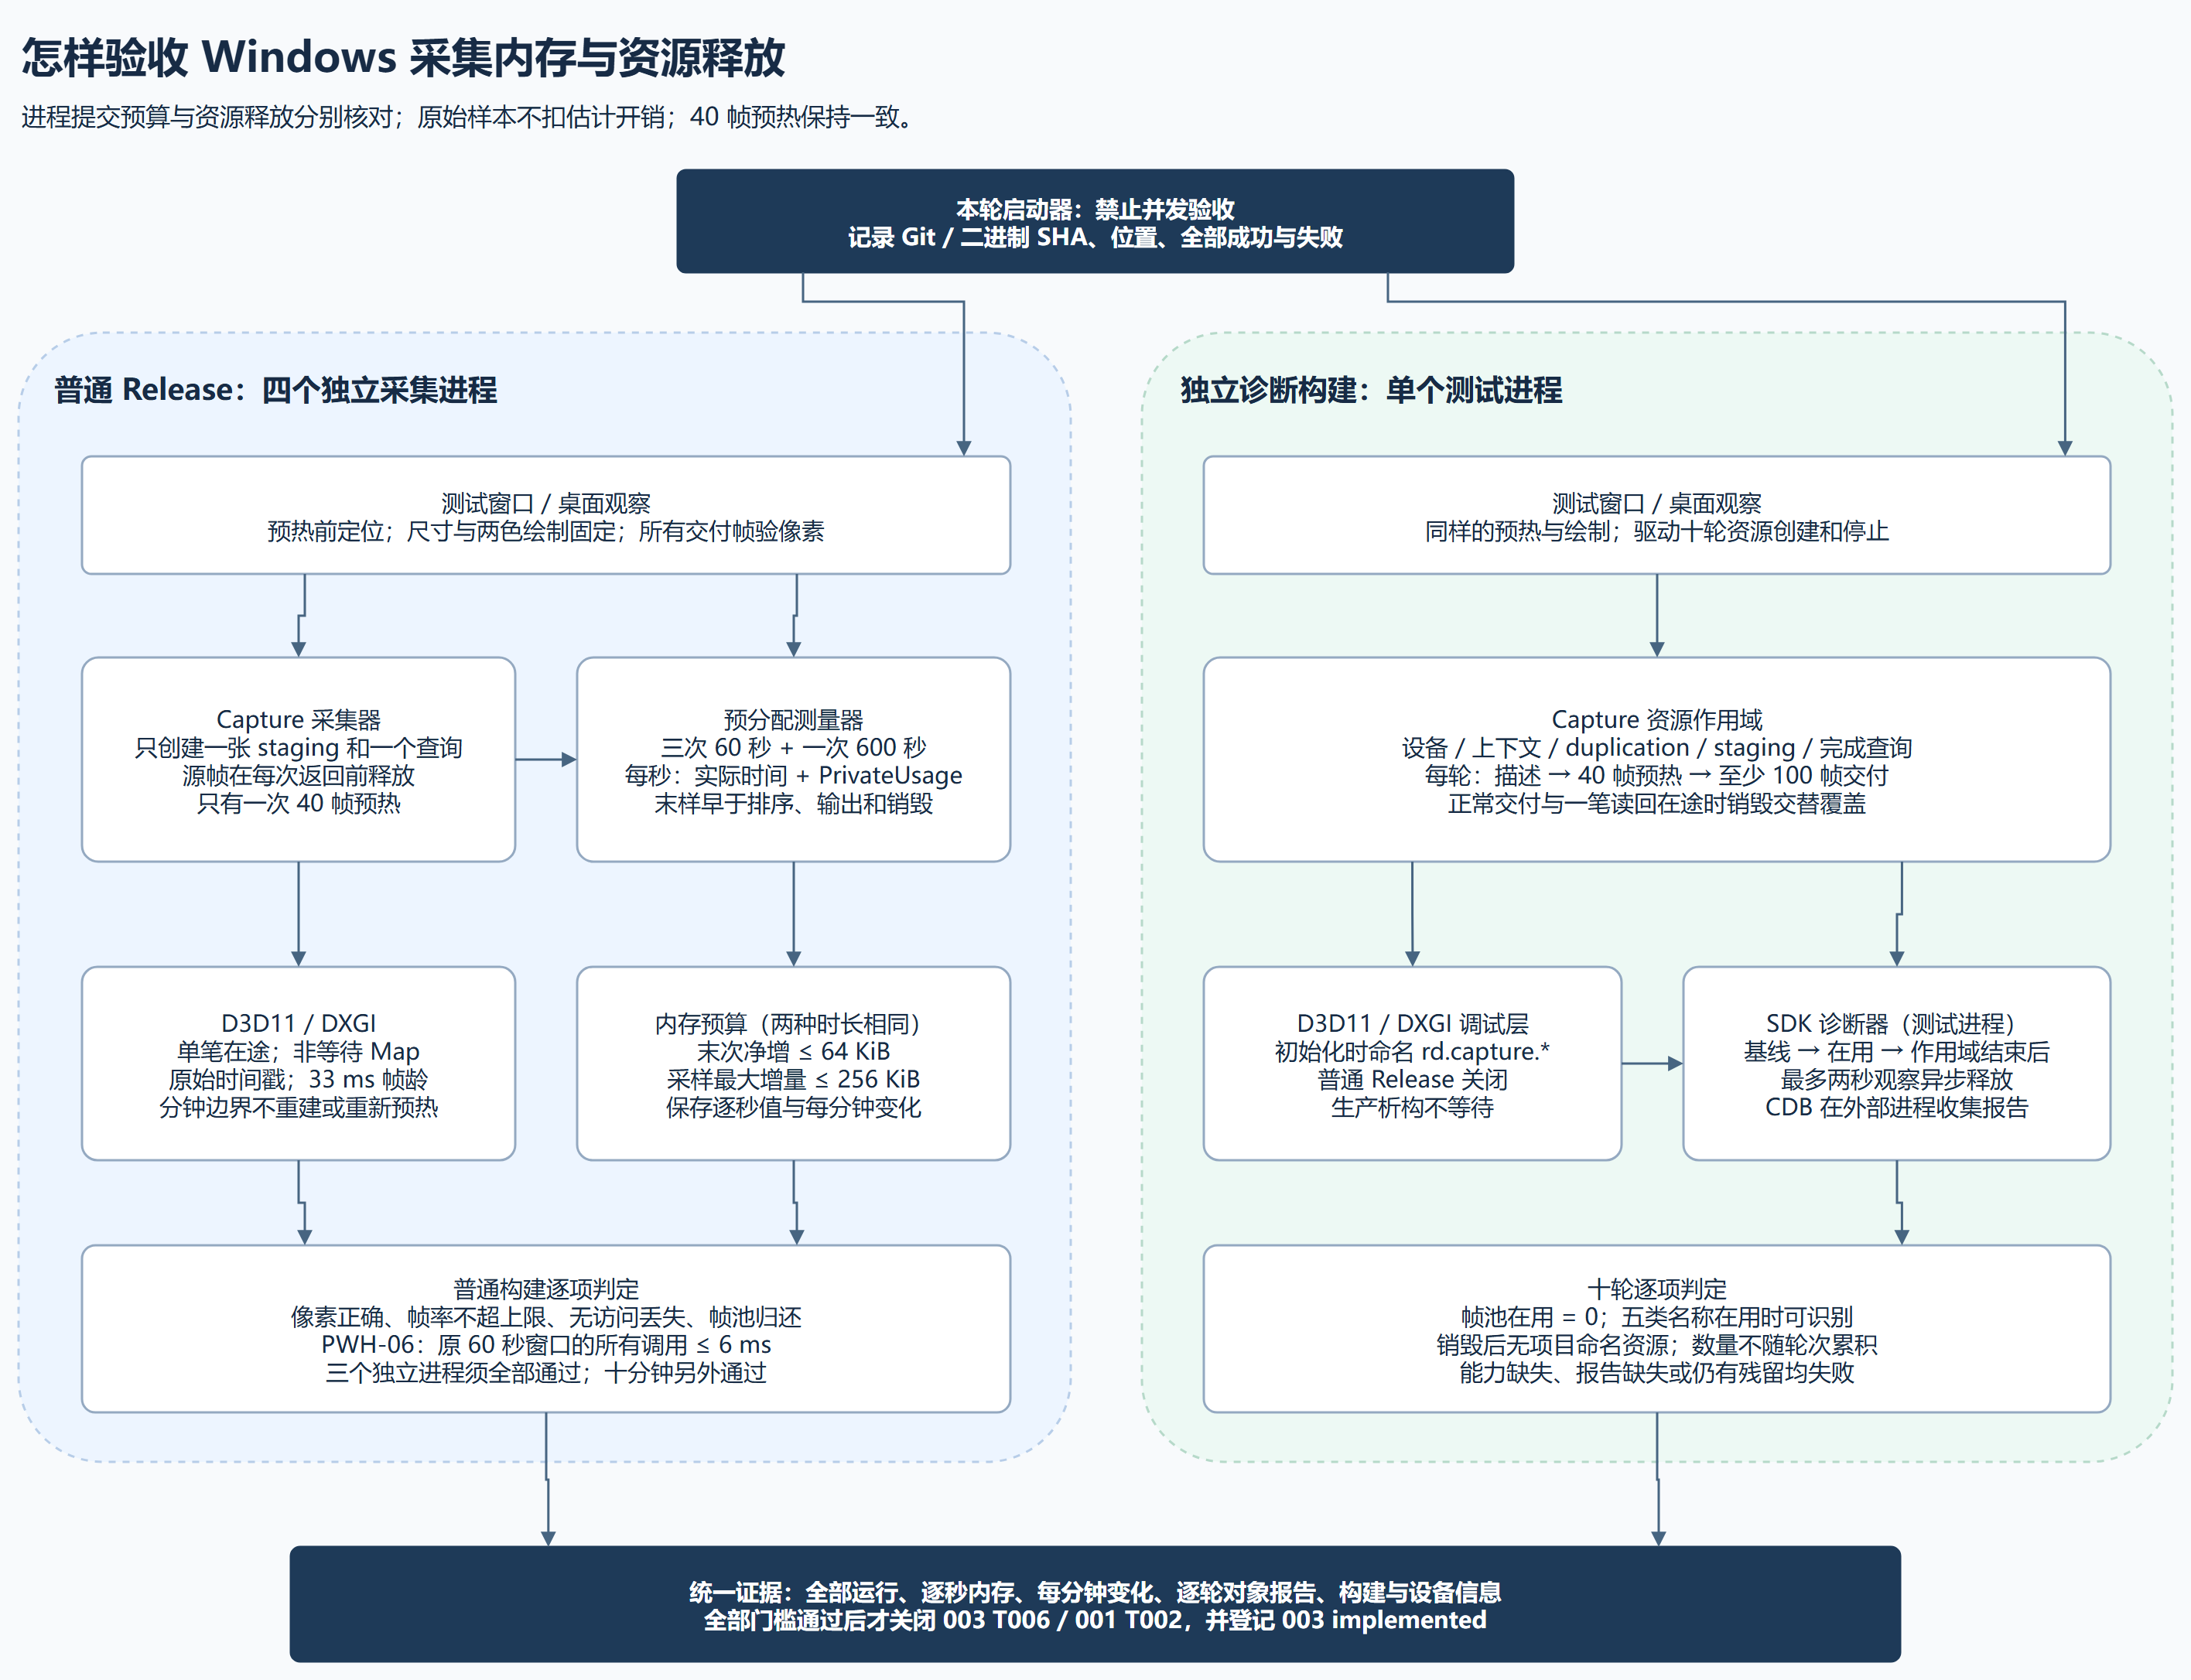 怎样验收 Windows 采集内存与资源释放
进程提交预算与资源释放分别核对；原始样本不扣估计开销；40 帧预热保持一致。
本轮启动器：禁止并发验收
记录 Git / 二进制 SHA、位置、全部成功与失败
普通 Release：四个独立采集进程
测试窗口 / 桌面观察
预热前定位；尺寸与两色绘制固定；所有交付帧验像素
Capture 采集器
只创建一张 staging 和一个查询
源帧在每次返回前释放
只有一次 40 帧预热
预分配测量器
三次 60 秒 + 一次 600 秒
每秒：实际时间 + PrivateUsage
末样早于排序、输出和销毁
D3D11 / DXGI
单笔在途；非等待 Map
原始时间戳；33 ms 帧龄
分钟边界不重建或重新预热
内存预算（两种时长相同）
末次净增 ≤ 64 KiB
采样最大增量 ≤ 256 KiB
保存逐秒值与每分钟变化
普通构建逐项判定
像素正确、帧率不超上限、无访问丢失、帧池归还
PWH-06：原 60 秒窗口的所有调用 ≤ 6 ms
三个独立进程须全部通过；十分钟另外通过
独立诊断构建：单个测试进程
测试窗口 / 桌面观察
同样的预热与绘制；驱动十轮资源创建和停止
Capture 资源作用域
设备 / 上下文 / duplication / staging / 完成查询
每轮：描述 → 40 帧预热 → 至少 100 帧交付
正常交付与一笔读回在途时销毁交替覆盖
D3D11 / DXGI 调试层
初始化时命名 rd.capture.*
普通 Release 关闭
生产析构不等待
SDK 诊断器（测试进程）
基线 → 在用 → 作用域结束后
最多两秒观察异步释放
CDB 在外部进程收集报告
十轮逐项判定
帧池在用 = 0；五类名称在用时可识别
销毁后无项目命名资源；数量不随轮次累积
能力缺失、报告缺失或仍有残留均失败
统一证据：全部运行、逐秒内存、每分钟变化、逐轮对象报告、构建与设备信息
全部门槛通过后才关闭 003 T006 / 001 T002，并登记 003 implemented